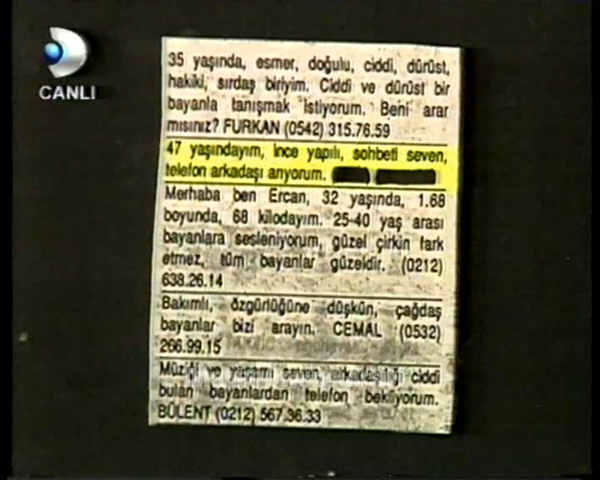 CANLI
35 yaşında, esmer, doğulu, ciddi, dürüst,
hakiki, sırdaş biriyim. Ciddi ve dürüst bir
bayanla tanışmak istiyorum. Beni arar
mısınız? FURKAN (0542) 315.76.59
47 yaşındayım, ince yapılı, sohbeti seven,
telefon arkadaşı arıyorum.
Merhaba ben Ercan, 32 yaşında, 1.68
boyunda, 68 kilodayım. 25-40 yaş arası
bayanlara sesleniyorum, güzel çirkin fark
etmez, tüm bayanlar güzeldir. (0212)
638.26.14
Bakımlı, özgürlüğüne düşkün, çağdaş
bayanlar bizi arayın. CEMAL (0532)
266.99.15
Müziği ve yaşamı seven, arkadaşlığı ciddi
bulan bayanlardan telefon bekliyorum.
BÜLENT (0212) 567.36.33